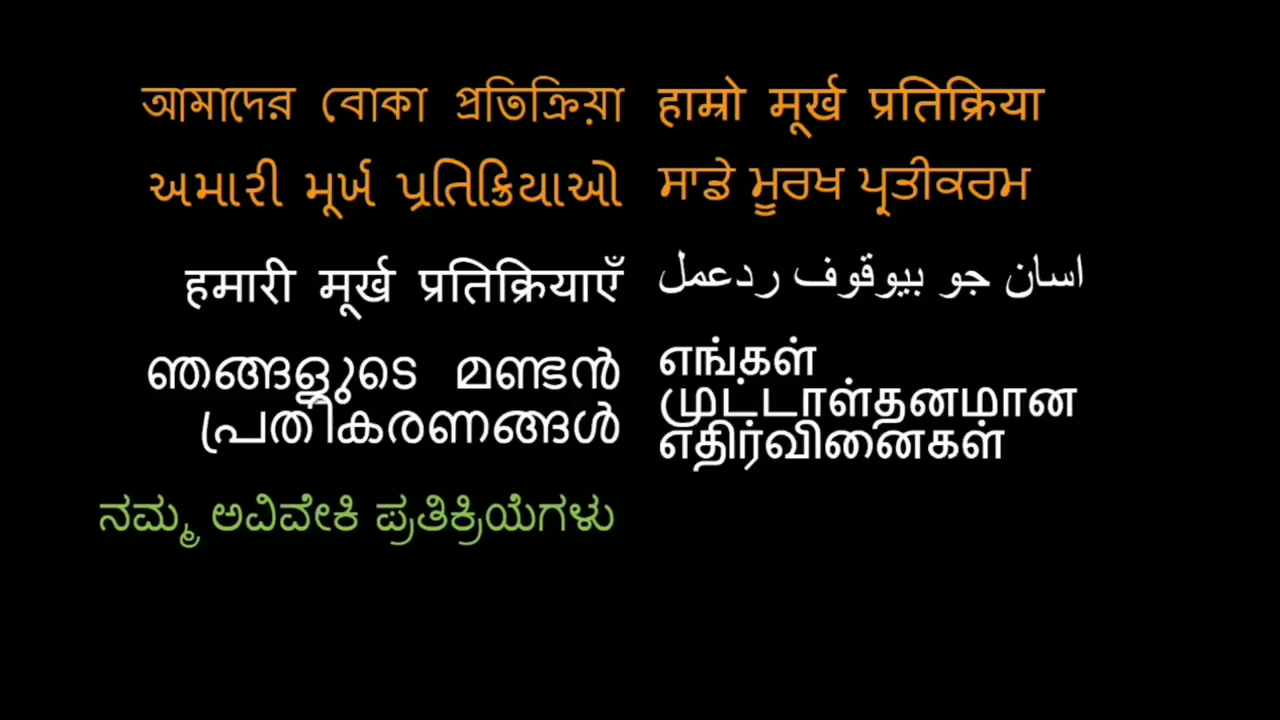 আমাদের বোকা প্রতিক্রিয়া
हाम्रो मूर्ख प्रतिक्रिया
અમારી મૂર્ખ પ્રતિક્રિયાઓ
ਸਾਡੇ ਮੂਰਖ ਪ੍ਰਤੀਕਰਮ
हमारी मूर्ख प्रतिक्रियाएँ
اسان جو بيوقوف ردعمل
ഞങ്ങളുടെ മണ്ടൻ
പ്രതികരണങ്ങൾ
எங்கள்
முட்டாள்தனமான
எதிர்வினைகள்
ನಮ್ಮ ಅವಿವೇಕಿ ಪ್ರತಿಕ್ರಿಯೆಗಳು